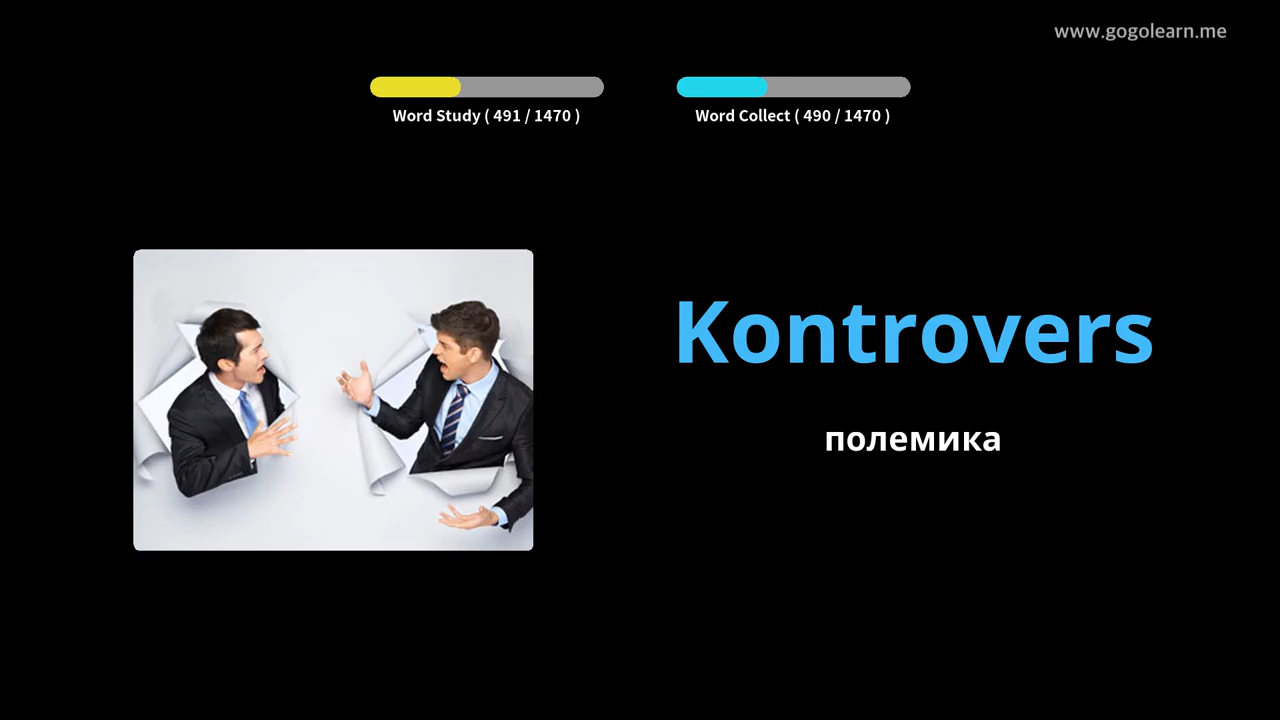 www.gogolearn.me
Word Study ( 491 / 1470 )
Word Collect ( 490 / 1470 )
Kontrovers
полемика